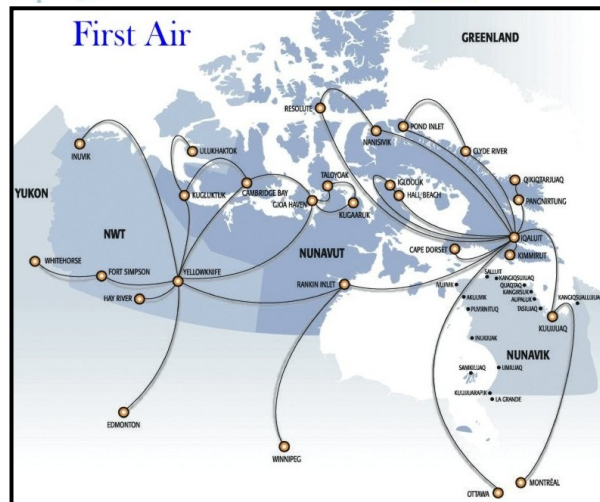 First Air
GREENLAND
RESOLUTE
POND INLET
NANISIVIK
CLYDE RIVER
INUVIK
ULUKHAKTOK
TALOYOAK
IGLOOLIK
HALL BEACH
QIKIQTARJUAQ
PANGNIRTUNG
YUKON
KUGLUKTUK
CAMBRIDGE BAY
GJOA HAVEN
KUGAARUK
NWT
NUNAVUT
CAPE DORSET
IQALUIT
KIMMIRUT
WHITEHORSE
FORT SIMPSON
YELLOWKNIFE
HAY RIVER
RANKIN INLET
SALLUIT
IVUJIVIK
KANGIQSUJUAQ
QUAQTAQ
KANGIRSUK
AKULIVIK
AUPALUK
KANGIQSUALUJJUAQ
PUVIRNITUQ
TASIUJAQ
KUUJJUAQ
INUKJUAK
NUNAVIK
SANIKILUAQ
UMIUJAQ
KUUJJUARAPIK
LA GRANDE
EDMONTON
WINNIPEG
OTTAWA
MONTRÉAL